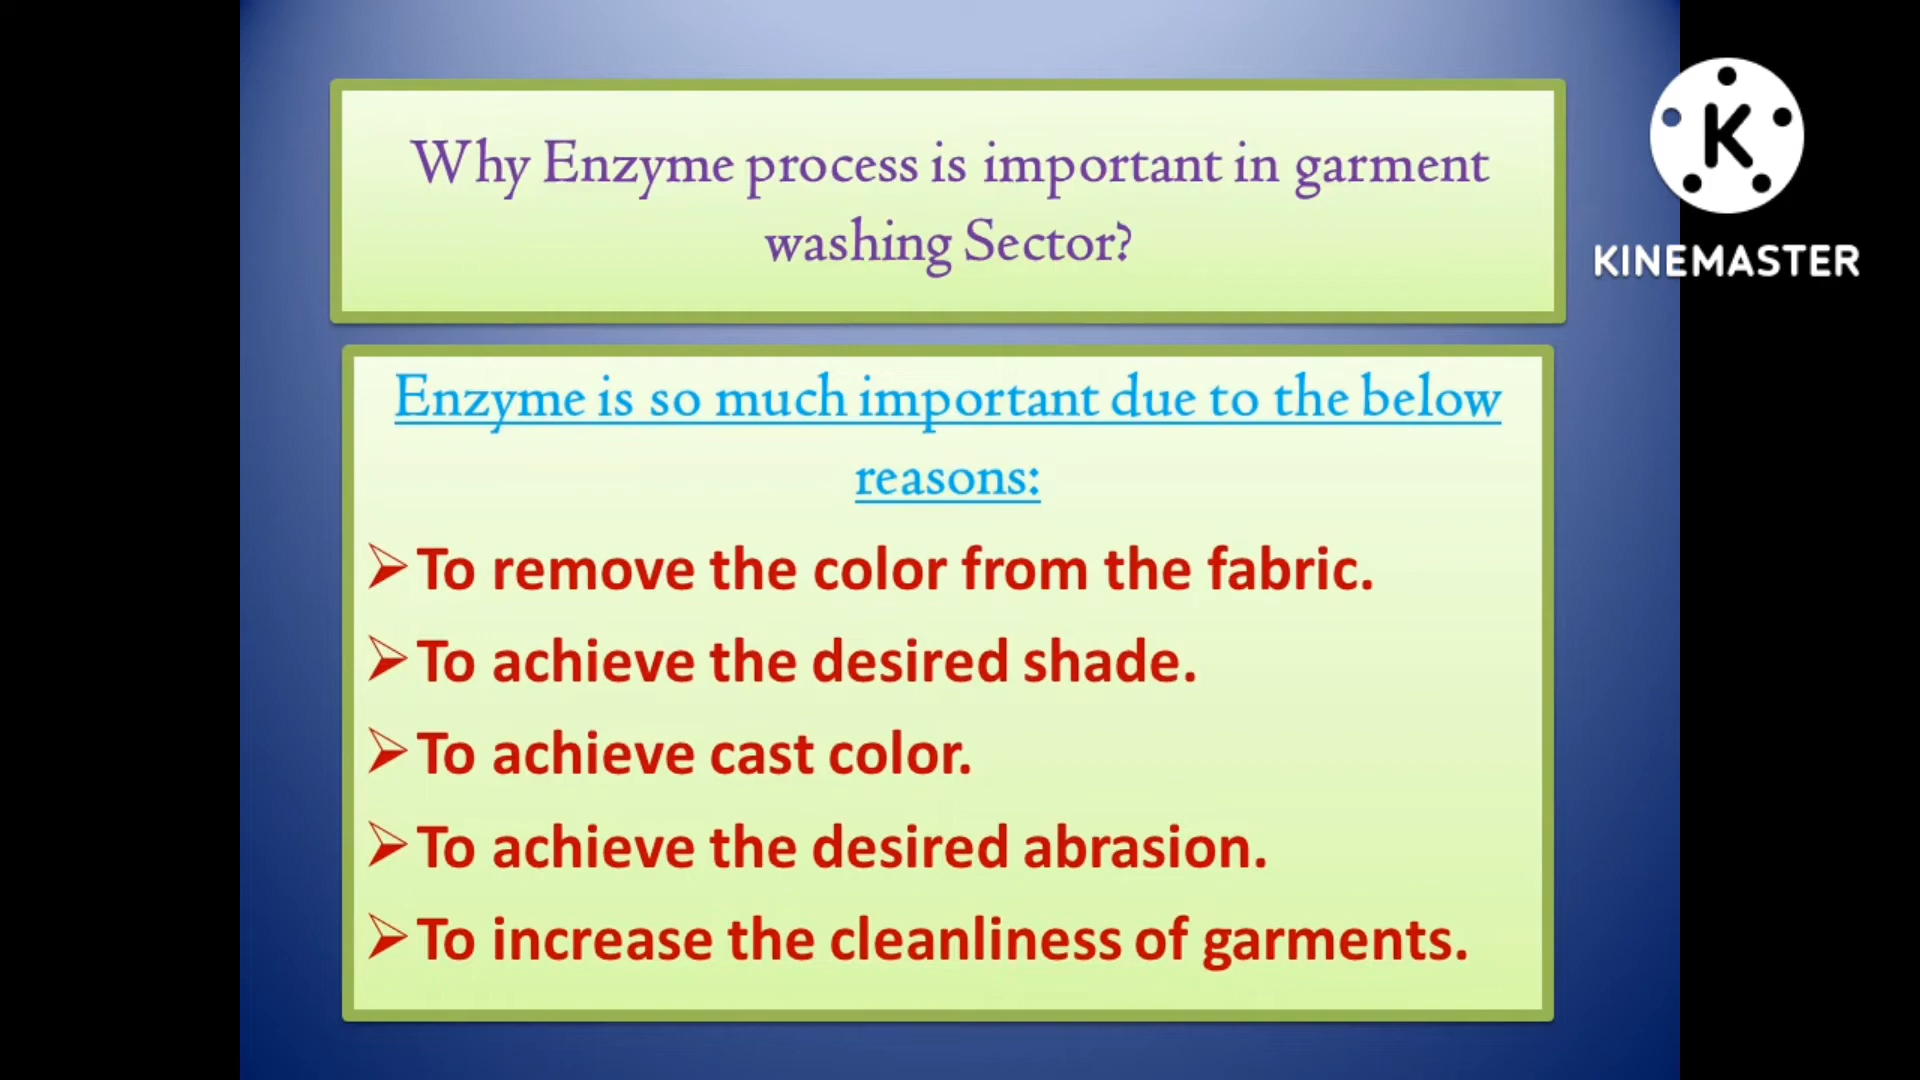 Why Enzyme process is important in garment
washing Sector?
K
KINEMASTER
Enzyme is so much important due to the below
reasons:
To remove the color from the fabric.
To achieve the desired shade.
To achieve cast color.
To achieve the desired abrasion.
To increase the cleanliness of garments.